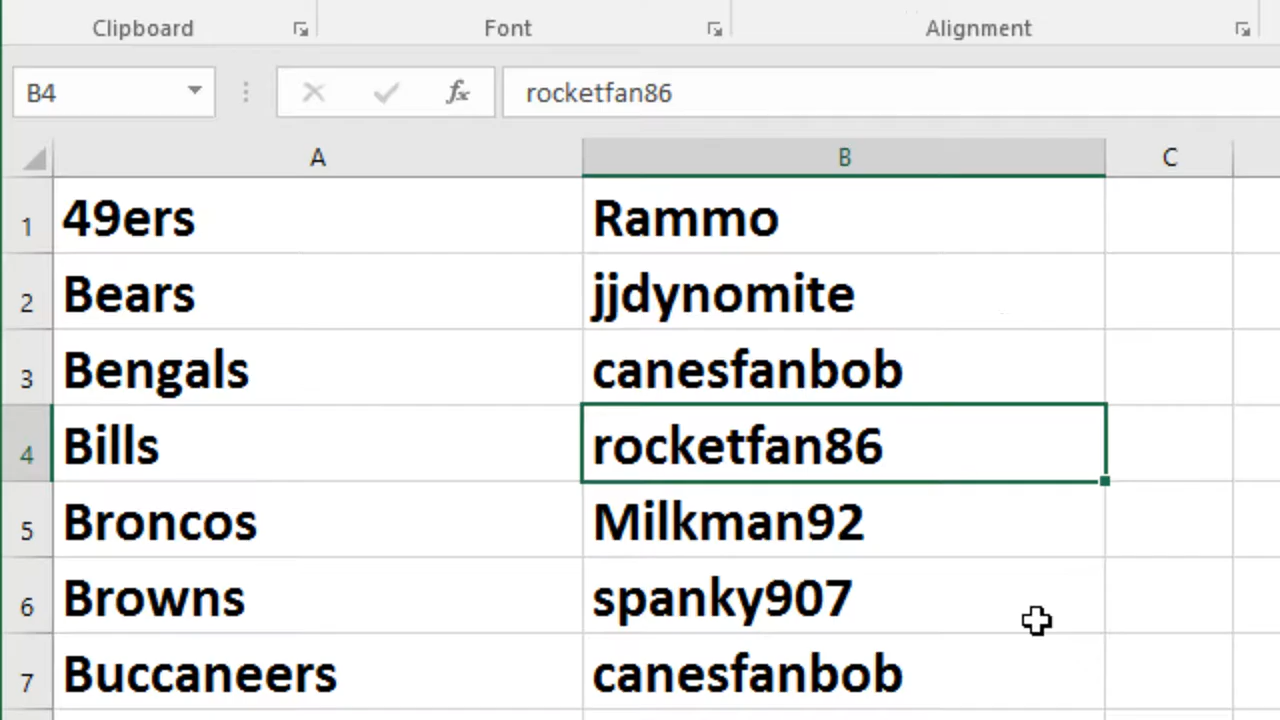 Clipboard Font Alignment
B4 fx rocketfan86
A B C
1 49ers Rammo
2 Bears jjdynomite
3 Bengals canesfanbob
4 Bills rocketfan86
5 Broncos Milkman92
6 Browns spanky907
7 Buccaneers canesfanbob